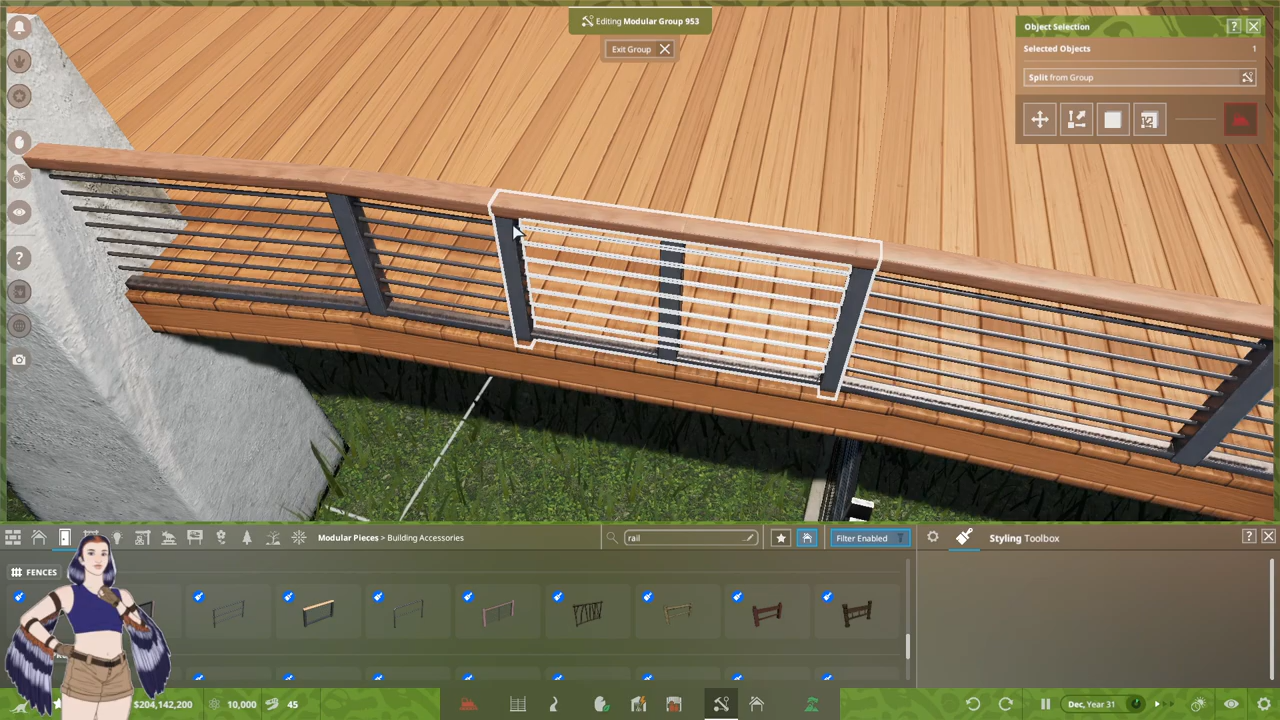 Editing Modular Group 953
Exit Group
Object Selection
?
Selected Objects 1
Split from Group
12
?
Modular Pieces > Building Accessories
rail
Filter Enabled
Styling Toolbox
?
FENCES
$204,142,200
10,000
45
Dec, Year 31